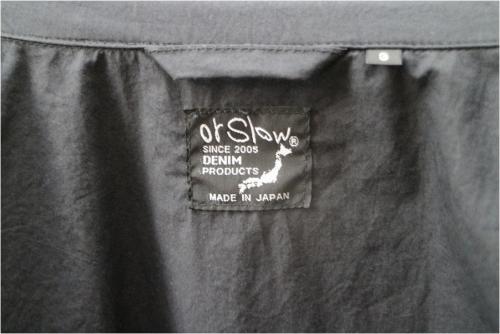 orSlow®
SINCE 2005
DENIM
PRODUCTS
MADE IN JAPAN